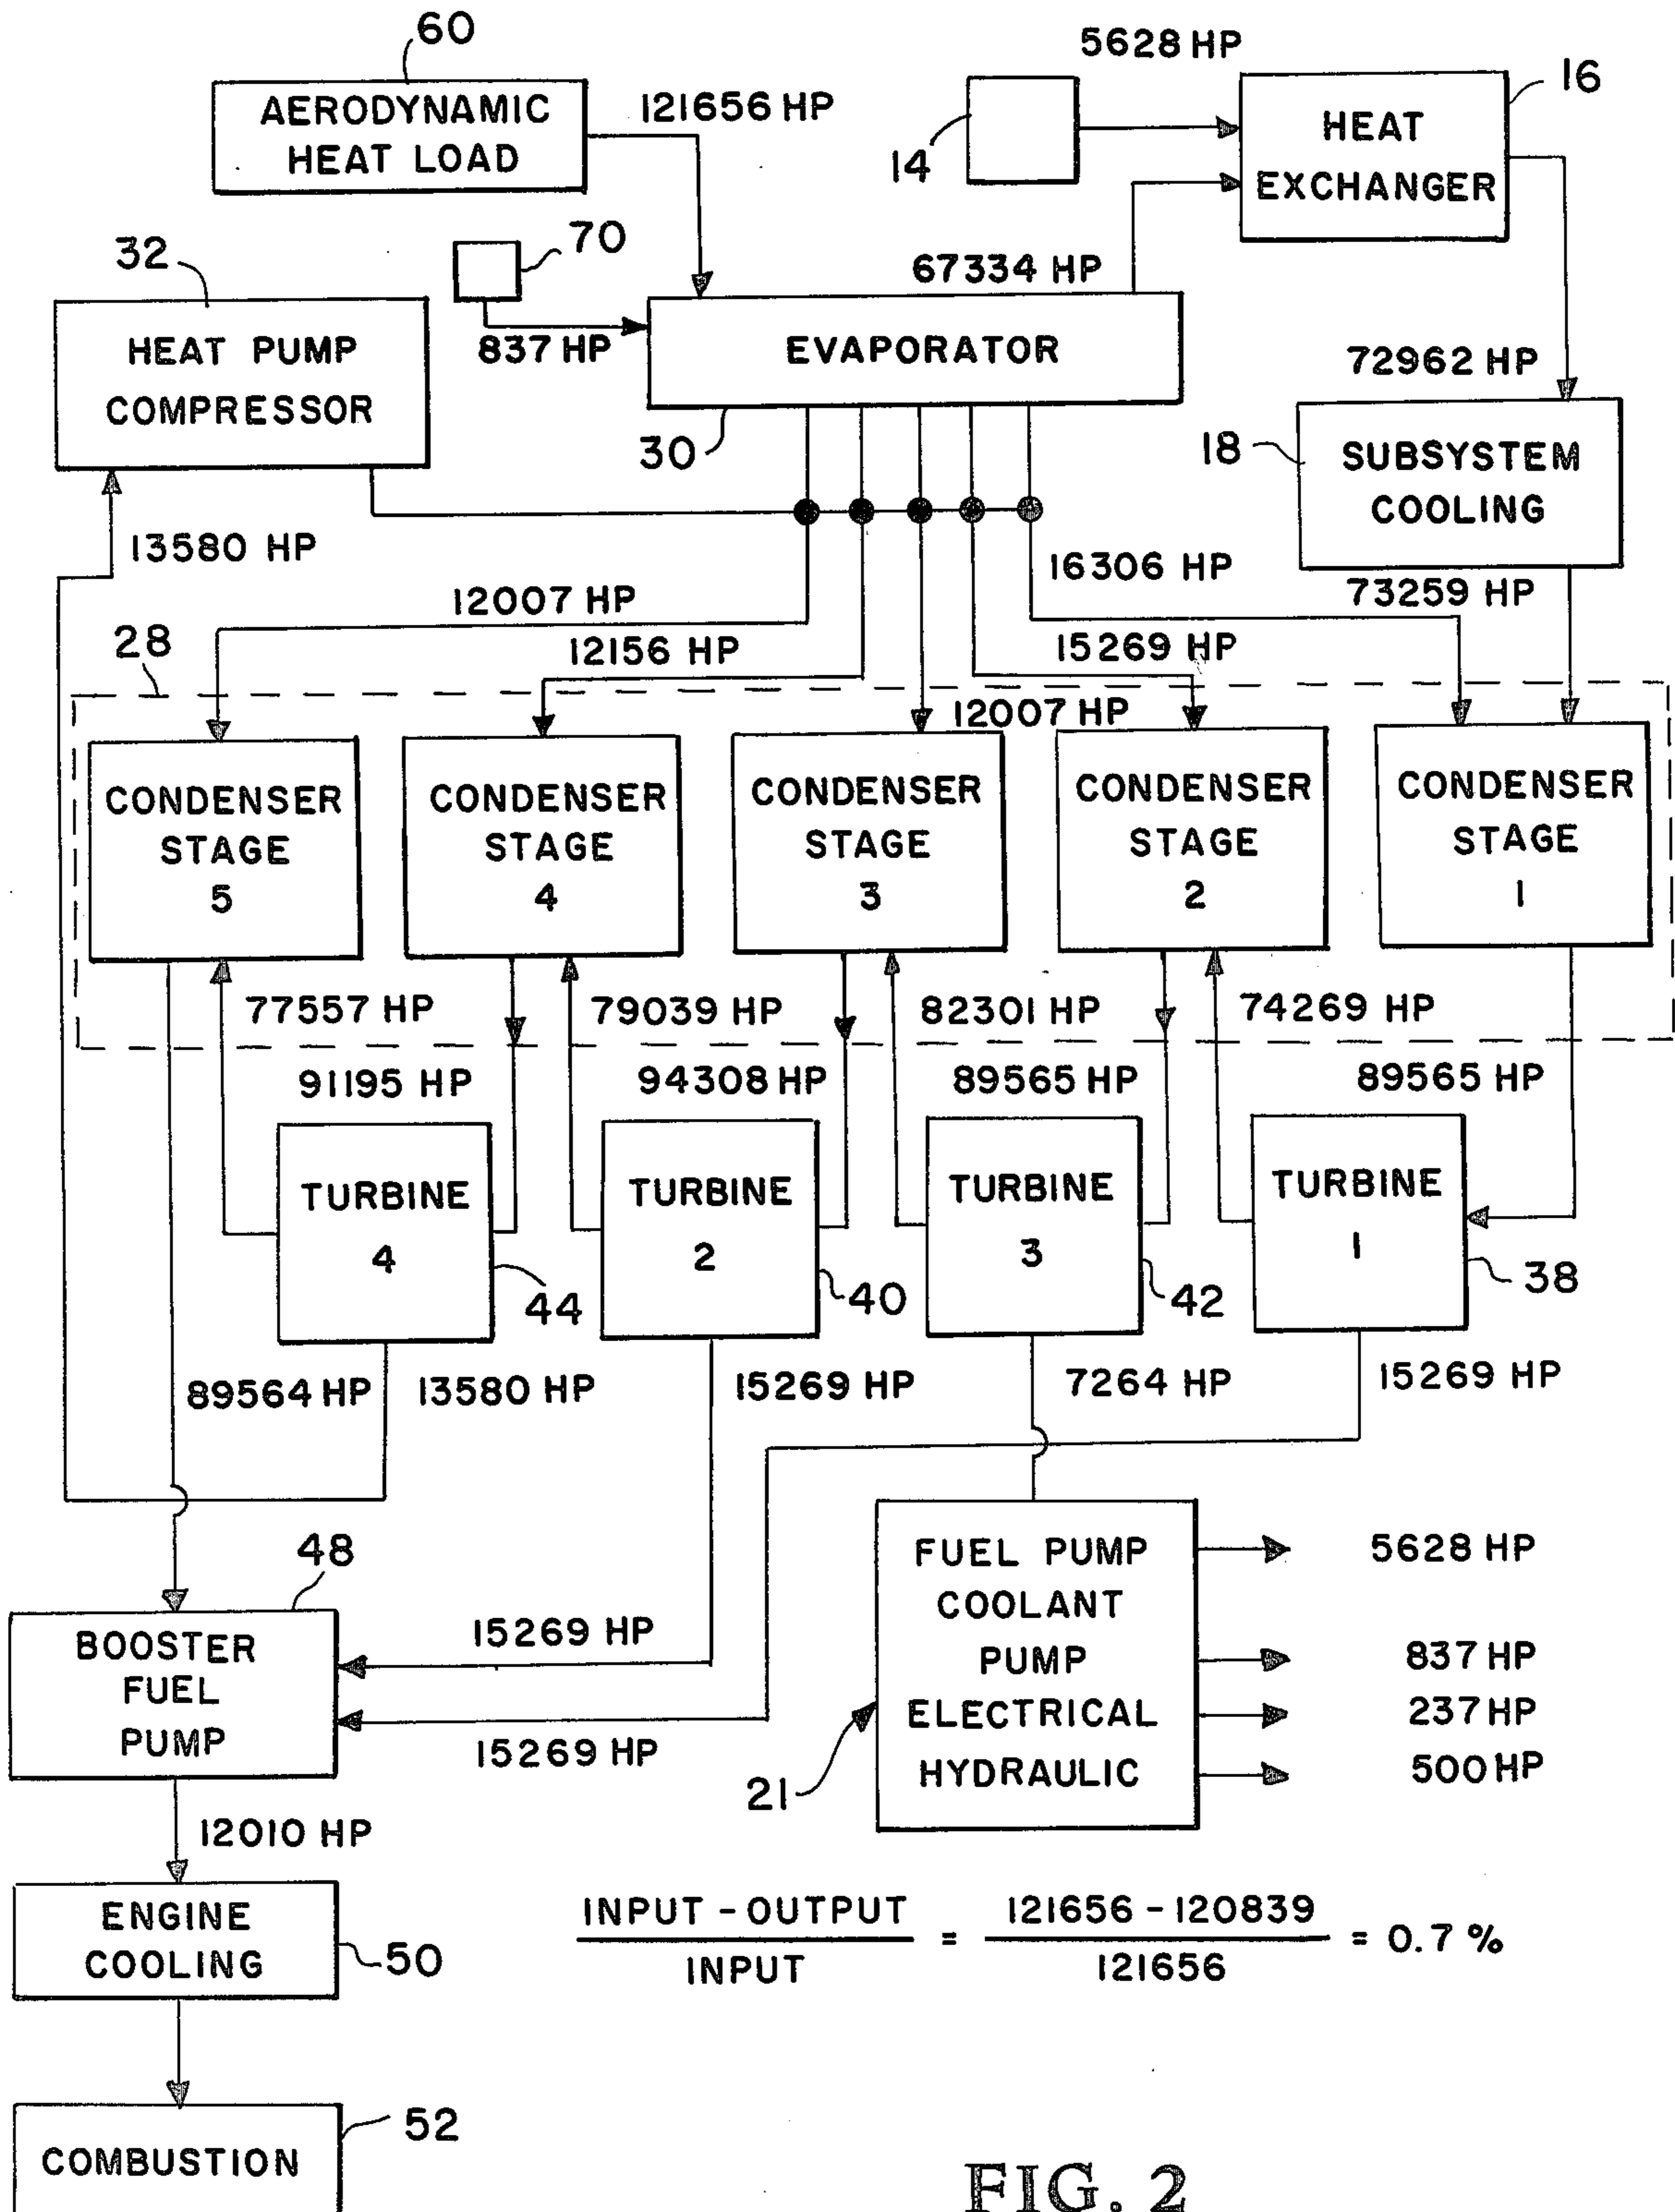 60
5628 HP
AERODYNAMIC
HEAT LOAD
121656 HP
14
HEAT
EXCHANGER
16
32
70
HEAT PUMP
COMPRESSOR
837 HP
67334 HP
EVAPORATOR
30
72962 HP
18
SUBSYSTEM
COOLING
13580 HP
16306 HP
73259 HP
12007 HP
28
12156 HP
15269 HP
12007 HP
CONDENSER
STAGE
5
CONDENSER
STAGE
4
CONDENSER
STAGE
3
CONDENSER
STAGE
2
CONDENSER
STAGE
1
77557 HP
79039 HP
82301 HP
74269 HP
91195 HP
94308 HP
89565 HP
89565 HP
TURBINE
4
44
TURBINE
2
40
TURBINE
3
42
TURBINE
1
38
89564 HP
13580 HP
15269 HP
7264 HP
15269 HP
48
BOOSTER
FUEL
PUMP
15269 HP
15269 HP
21
FUEL PUMP
COOLANT
PUMP
ELECTRICAL
HYDRAULIC
5628 HP
837 HP
237 HP
500 HP
12010 HP
ENGINE
COOLING
50
INPUT - OUTPUT
INPUT
=
121656 - 120839
121656
= 0.7 %
COMBUSTION
52
FIG. 2